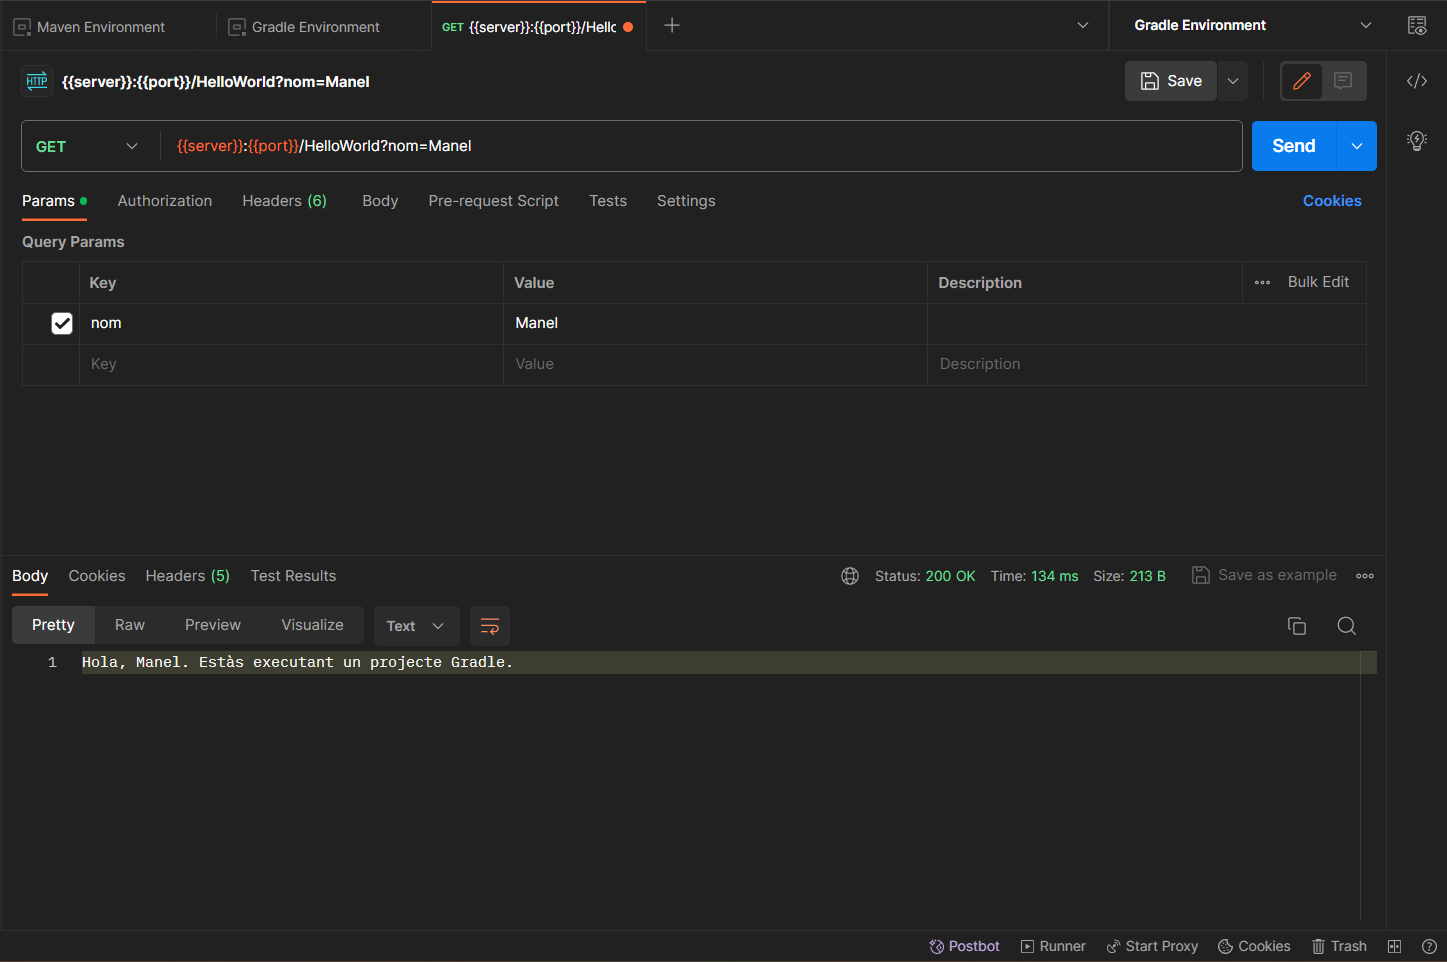 Maven Environment
Gradle Environment
GET {{server}}:{{port}}/Hello
Gradle Environment
HTTP
{{server}}:{{port}}/HelloWorld?nom=Manel
Save
GET
{{server}}:{{port}}/HelloWorld?nom=Manel
Send
Params
Authorization
Headers (6)
Body
Pre-request Script
Tests
Settings
Cookies
Query Params
Key
Value
Description
Bulk Edit
nom
Manel
Key
Value
Description
Body
Cookies
Headers (5)
Test Results
Status: 200 OK
Time: 134 ms
Size: 213 B
Save as example
Pretty
Raw
Preview
Visualize
Text
1
Hola, Manel. Estàs executant un projecte Gradle.
Postbot
Runner
Start Proxy
Cookies
Trash